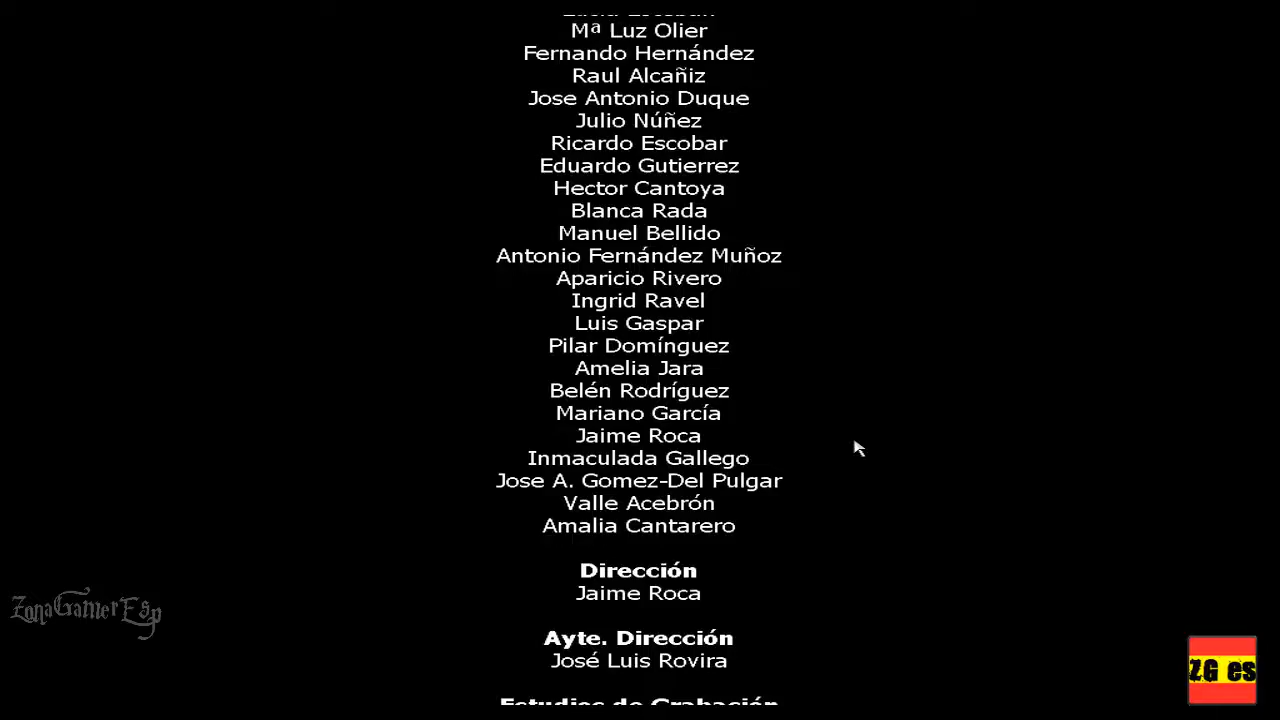 Mª Luz Olier
Fernando Hernández
Raul Alcañiz
Jose Antonio Duque
Julio Núñez
Ricardo Escobar
Eduardo Gutierrez
Hector Cantoya
Blanca Rada
Manuel Bellido
Antonio Fernández Muñoz
Aparicio Rivero
Ingrid Ravel
Luis Gaspar
Pilar Domínguez
Amelia Jara
Belén Rodríguez
Mariano García
Jaime Roca
Inmaculada Gallego
Jose A. Gomez-Del Pulgar
Valle Acebrón
Amalia Cantarero
Dirección
Jaime Roca
Ayte. Dirección
José Luis Rovira
Estudios de Grabación
ZonaGamerEsp
ZG es